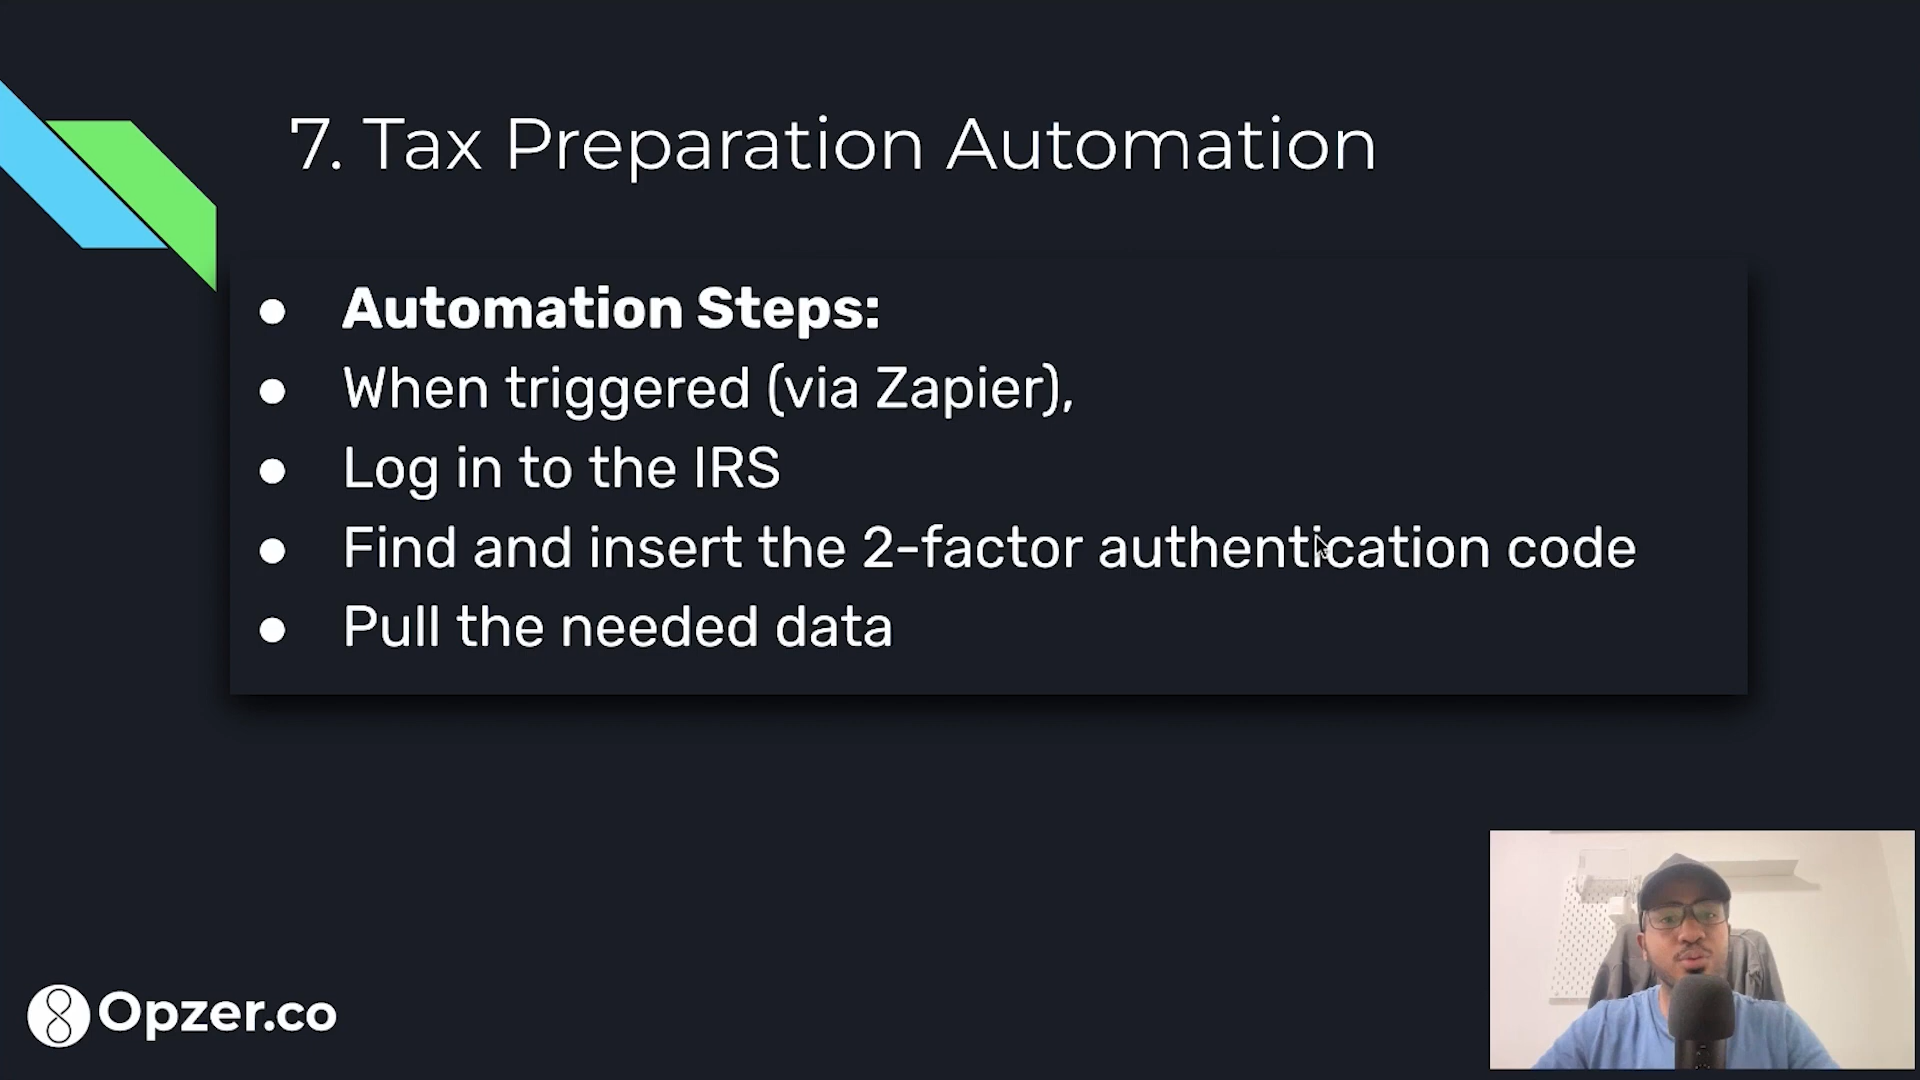 7. Tax Preparation Automation
● Automation Steps:
● When triggered (via Zapier),
● Log in to the IRS
● Find and insert the 2-factor authentication code
● Pull the needed data
Opzer.co